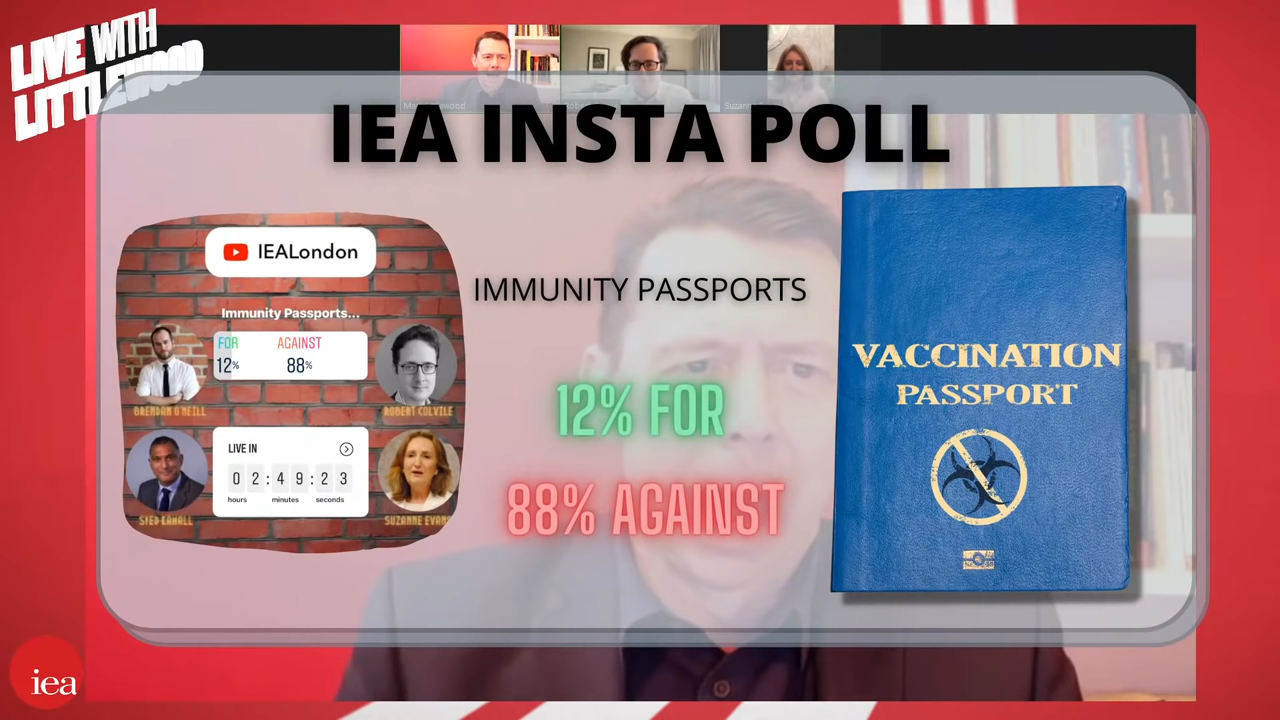 LIVE WITH
LITTLEWOOD
IEA INSTA POLL
IEALondon
Immunity Passports...
FOR
AGAINST
12%
88%
BRENDAN O'NEILL
ROBERT COLVILE
LIVE IN
0 2 : 4 9 : 2 3
hours
minutes
seconds
SYED KAMALL
SUZANNE EVANS
IMMUNITY PASSPORTS
12% FOR
88% AGAINST
VACCINATION
PASSPORT
iea